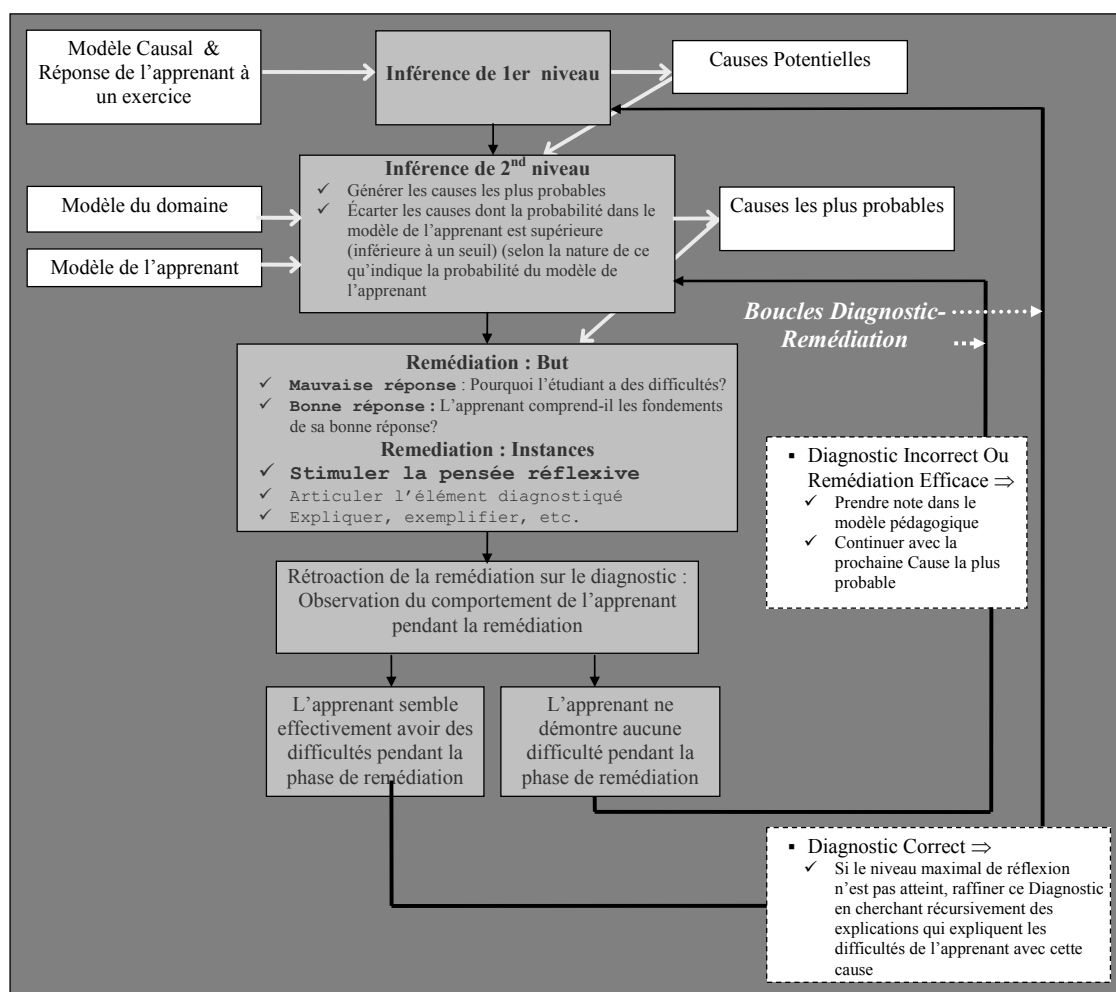 Modèle Causal  &
Réponse de l'apprenant à
un exercice
Inférence de 1er  niveau
Causes Potentielles
Inférence de 2nd niveau
✓ Générer les causes les plus probables
✓ Écarter les causes dont la probabilité dans le
modèle de l'apprenant est supérieure
(inférieure à un seuil) (selon la nature de ce
qu'indique la probabilité du modèle de
l'apprenant
Modèle du domaine
Modèle de l'apprenant
Causes les plus probables
Boucles Diagnostic-
Remédiation
Remédiation : But
✓ Mauvaise réponse : Pourquoi l'étudiant a des difficultés?
✓ Bonne réponse : L'apprenant comprend-il les fondements
de sa bonne réponse?
Remediation : Instances
✓ Stimuler la pensée réflexive
✓ Articuler l'élément diagnostiqué
✓ Expliquer, exemplifier, etc.
▪ Diagnostic Incorrect Ou
Remédiation Efficace ⇒
✓ Prendre note dans le
modèle pédagogique
✓ Continuer avec la
prochaine Cause la plus
probable
Rétroaction de la remédiation sur le diagnostic :
Observation du comportement de l'apprenant
pendant la remédiation
L'apprenant semble
effectivement avoir des
difficultés pendant la
phase de remédiation
L'apprenant ne
démontre aucune
difficulté pendant la
phase de remédiation
▪ Diagnostic Correct ⇒
✓ Si le niveau maximal de réflexion
n'est pas atteint, raffiner ce Diagnostic
en cherchant récursivement des
explications qui expliquent les
difficultés de l'apprenant avec cette
cause